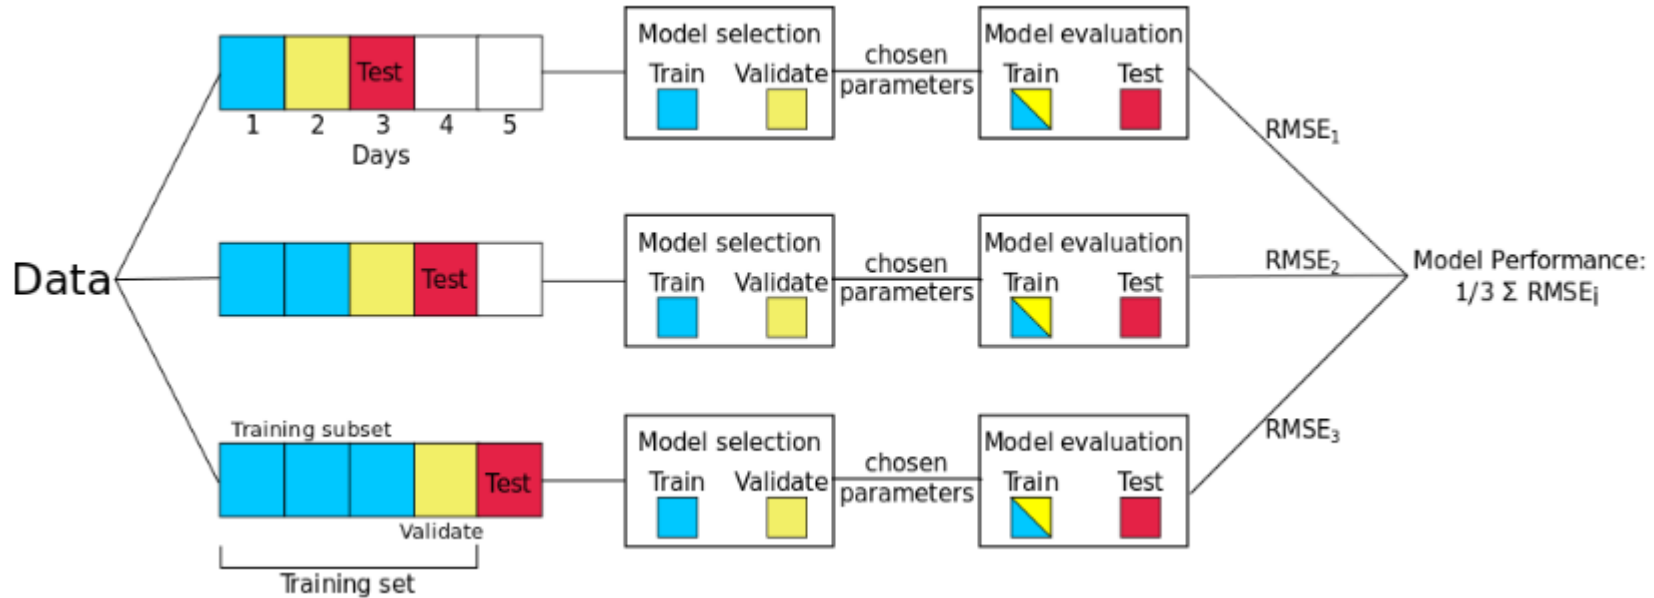 Data
Test
1 2 3 4 5
Days
Model selection
Train Validate
chosen
parameters
Model evaluation
Train Test
RMSE1
Test
Model selection
Train Validate
chosen
parameters
Model evaluation
Train Test
RMSE2
Training subset
Test
Validate
Training set
Model selection
Train Validate
chosen
parameters
Model evaluation
Train Test
RMSE3
Model Performance:
1/3 Σ RMSEi